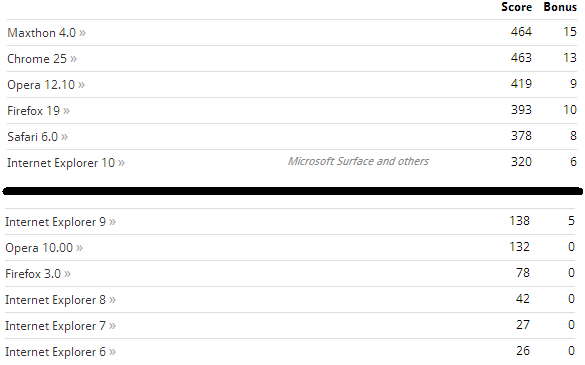 Score Bonus
Maxthon 4.0 » 464 15
Chrome 25 » 463 13
Opera 12.10 » 419 9
Firefox 19 » 393 10
Safari 6.0 » 378 8
Internet Explorer 10 » Microsoft Surface and others 320 6
Internet Explorer 9 » 138 5
Opera 10.00 » 132 0
Firefox 3.0 » 78 0
Internet Explorer 8 » 42 0
Internet Explorer 7 » 27 0
Internet Explorer 6 » 26 0